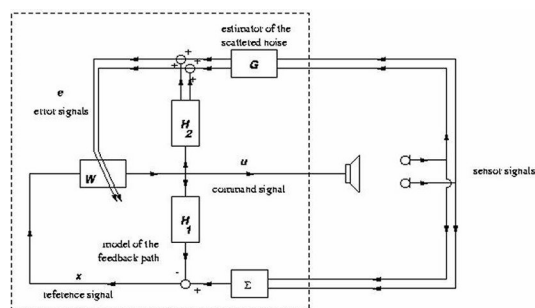 estimator of the
scattered noise
+
+
+
+
G
e
error signals
H
2
W
u
command signal
sensor signals
H
1
model of the
feedback path
x
-
+
Σ
reference signal